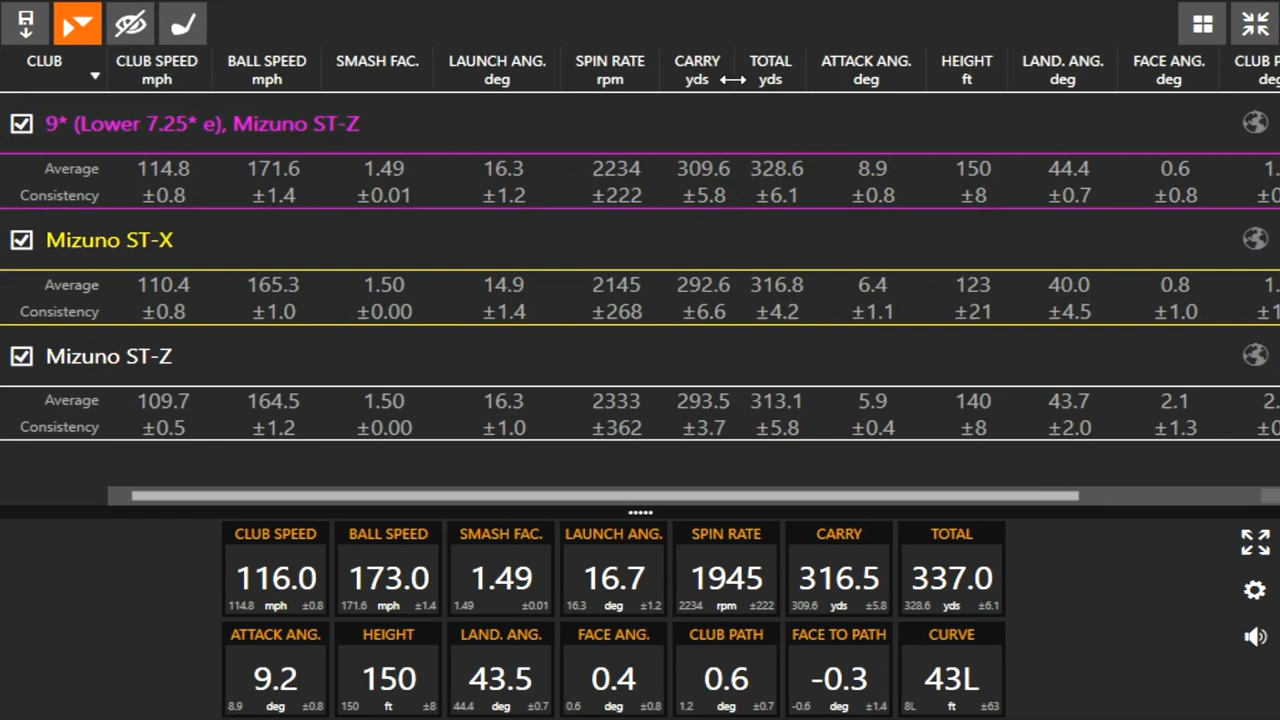 CLUB CLUB SPEED BALL SPEED SMASH FAC. LAUNCH ANG. SPIN RATE CARRY TOTAL ATTACK ANG. HEIGHT LAND. ANG. FACE ANG. CLUB P
mph mph deg rpm yds yds deg ft deg deg deg
9* (Lower 7.25* e), Mizuno ST-Z
Average 114.8 171.6 1.49 16.3 2234 309.6 328.6 8.9 150 44.4 0.6 1.
Consistency ±0.8 ±1.4 ±0.01 ±1.2 ±222 ±5.8 ±6.1 ±0.8 ±8 ±0.7 ±0.8 ±0
Mizuno ST-X
Average 110.4 165.3 1.50 14.9 2145 292.6 316.8 6.4 123 40.0 0.8 1.
Consistency ±0.8 ±1.0 ±0.00 ±1.4 ±268 ±6.6 ±4.2 ±1.1 ±21 ±4.5 ±1.0 ±1
Mizuno ST-Z
Average 109.7 164.5 1.50 16.3 2333 293.5 313.1 5.9 140 43.7 2.1 2.
Consistency ±0.5 ±1.2 ±0.00 ±1.0 ±362 ±3.7 ±5.8 ±0.4 ±8 ±2.0 ±1.3 ±0
CLUB SPEED BALL SPEED SMASH FAC. LAUNCH ANG. SPIN RATE CARRY TOTAL
116.0 173.0 1.49 16.7 1945 316.5 337.0
114.8 mph ±0.8 171.6 mph ±1.4 1.49 ±0.01 16.3 deg ±1.2 2234 rpm ±222 309.6 yds ±5.8 328.6 yds ±6.1
ATTACK ANG. HEIGHT LAND. ANG. FACE ANG. CLUB PATH FACE TO PATH CURVE
9.2 150 43.5 0.4 0.6 -0.3 43L
8.9 deg ±0.8 150 ft ±8 44.4 deg ±0.7 0.6 deg ±0.8 1.2 deg ±0.7 -0.6 deg ±1.4 8L ft ±63